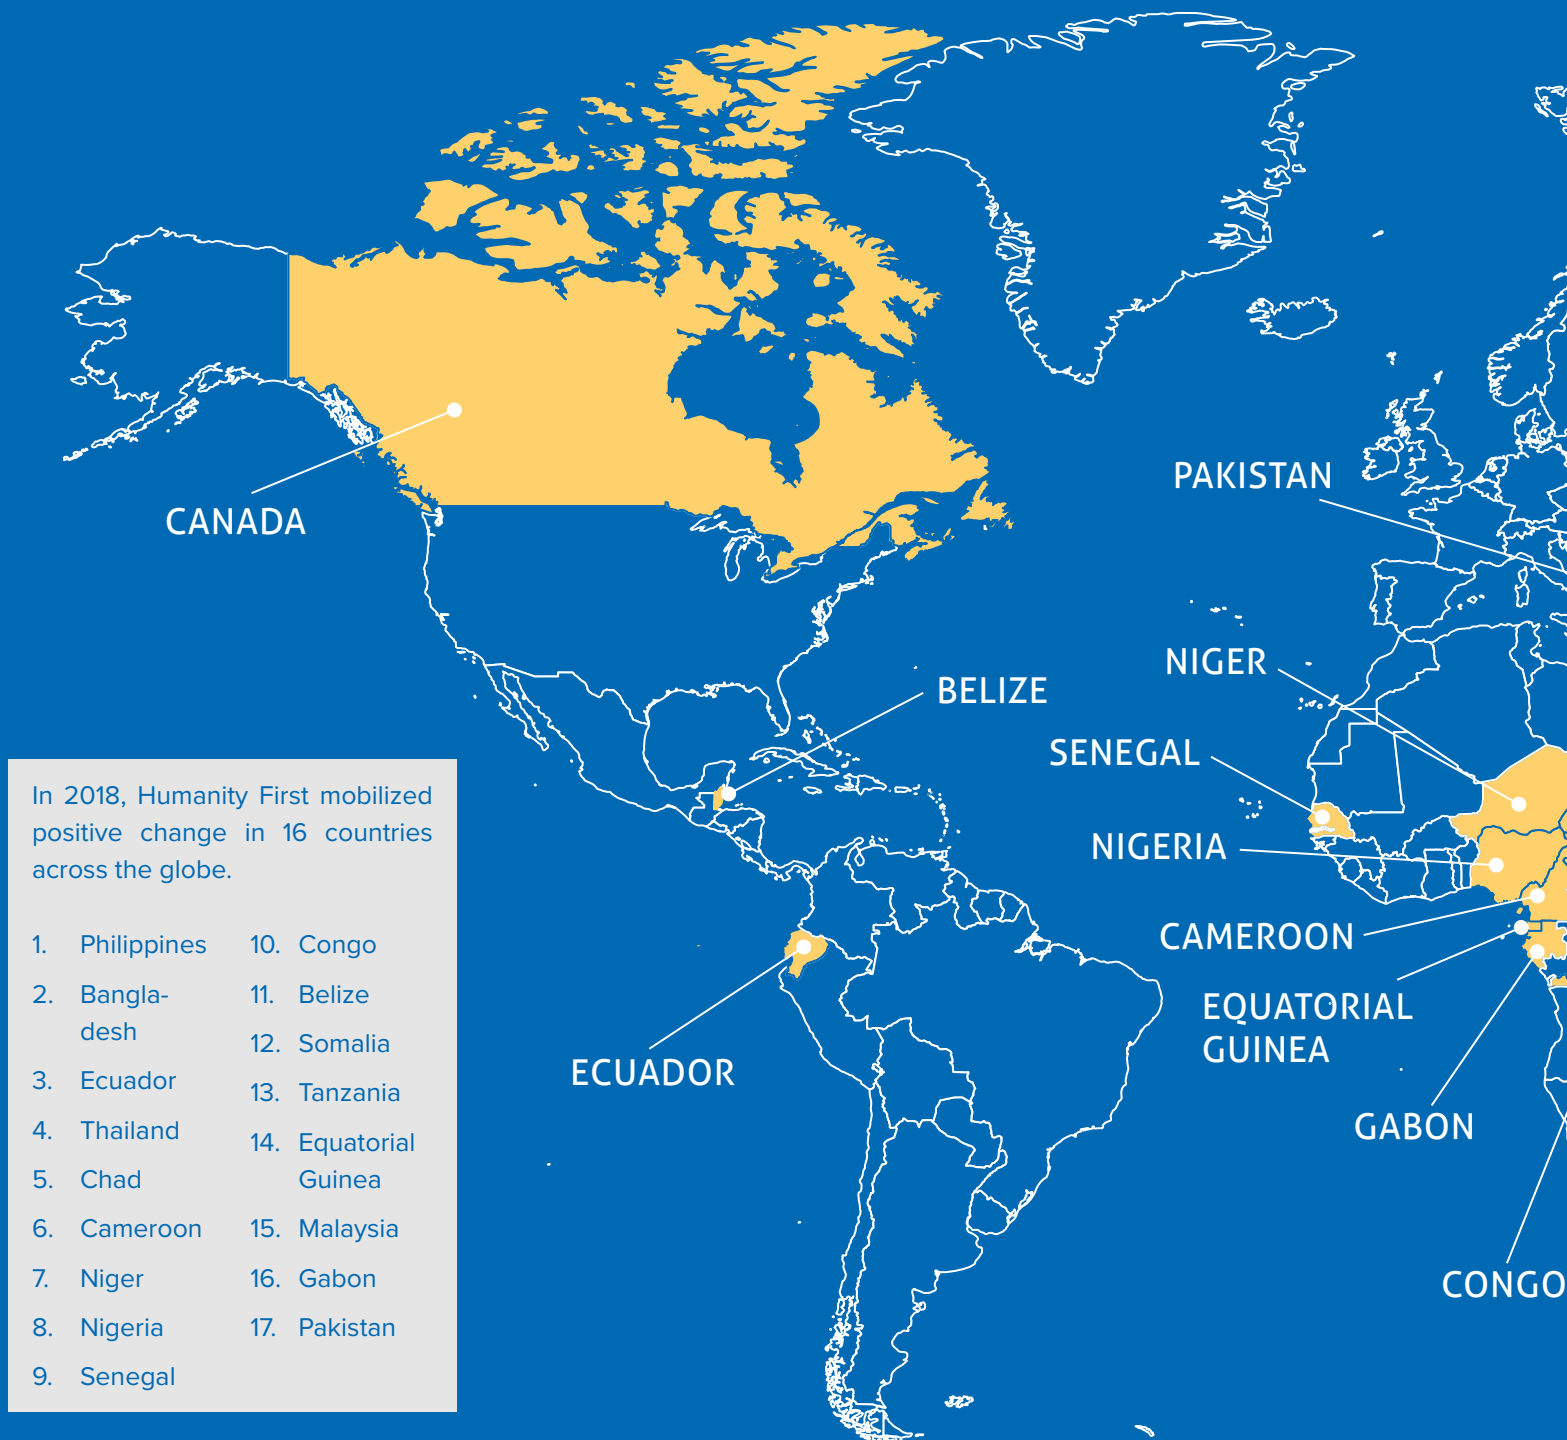 CANADA
PAKISTAN
NIGER
BELIZE
SENEGAL
NIGERIA
CAMEROON
EQUATORIAL
GUINEA
ECUADOR
GABON
CONGO
In 2018, Humanity First mobilized
positive change in 16 countries
across the globe.
1. Philippines
2. Bangla-
desh
3. Ecuador
4. Thailand
5. Chad
6. Cameroon
7. Niger
8. Nigeria
9. Senegal
10. Congo
11. Belize
12. Somalia
13. Tanzania
14. Equatorial
Guinea
15. Malaysia
16. Gabon
17. Pakistan